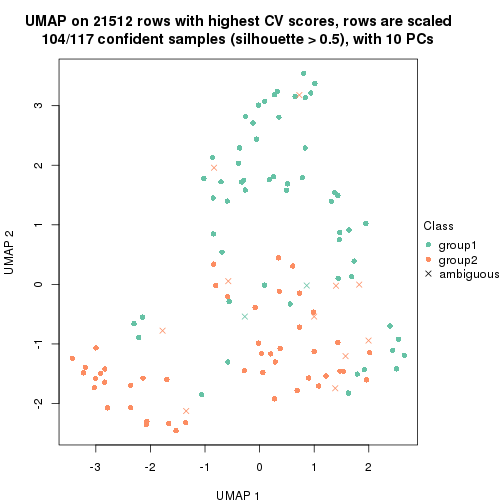 UMAP on 21512 rows with highest CV scores, rows are scaled
104/117 confident samples (silhouette > 0.5), with 10 PCs
3
2
1
0
-1
-2
UMAP 2
-3
-2
-1
0
1
2
UMAP 1
Class
group1
group2
ambiguous